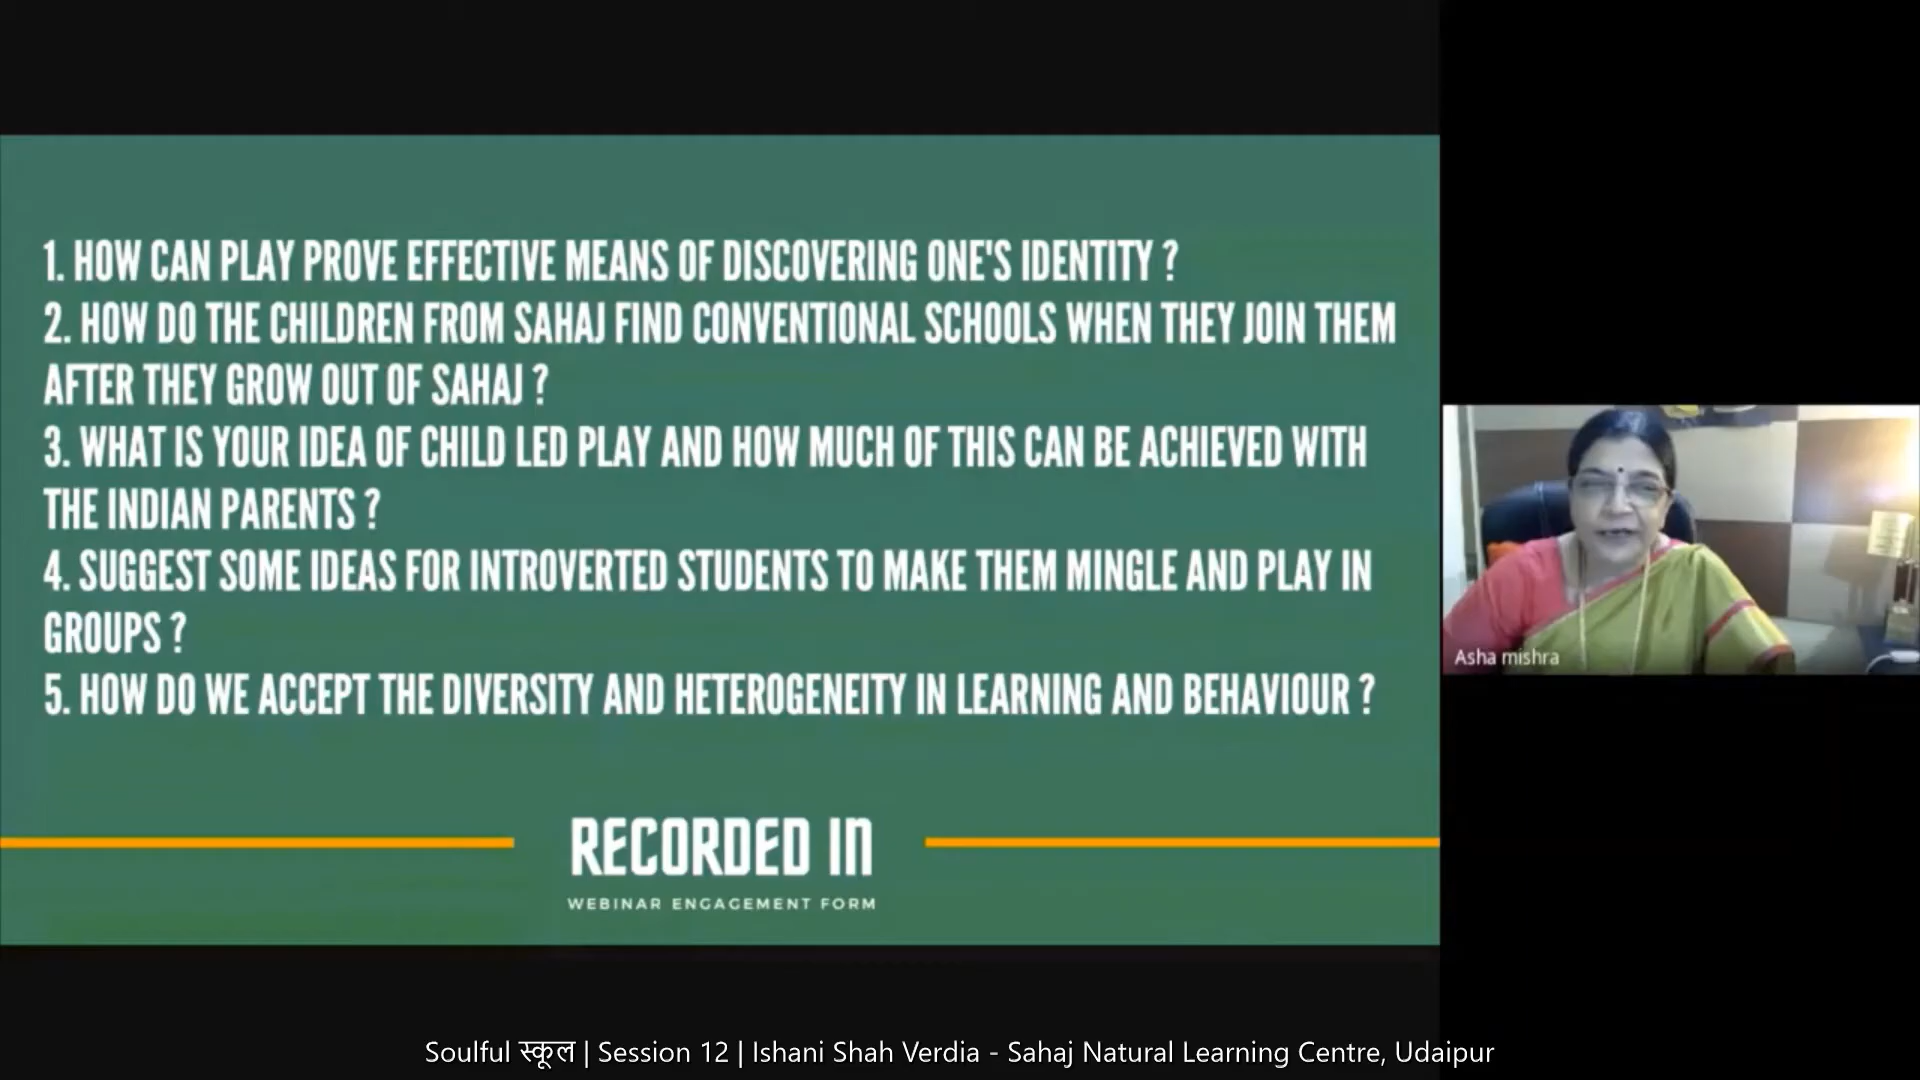 1. HOW CAN PLAY PROVE EFFECTIVE MEANS OF DISCOVERING ONE'S IDENTITY ?
2. HOW DO THE CHILDREN FROM SAHAJ FIND CONVENTIONAL SCHOOLS WHEN THEY JOIN THEM
AFTER THEY GROW OUT OF SAHAJ ?
3. WHAT IS YOUR IDEA OF CHILD LED PLAY AND HOW MUCH OF THIS CAN BE ACHIEVED WITH
THE INDIAN PARENTS ?
4. SUGGEST SOME IDEAS FOR INTROVERTED STUDENTS TO MAKE THEM MINGLE AND PLAY IN
GROUPS ?
5. HOW DO WE ACCEPT THE DIVERSITY AND HETEROGENEITY IN LEARNING AND BEHAVIOUR ?
RECORDED IN
WEBINAR ENGAGEMENT FORM
Asha mishra
Soulful स्कूल | Session 12 | Ishani Shah Verdia - Sahaj Natural Learning Centre, Udaipur